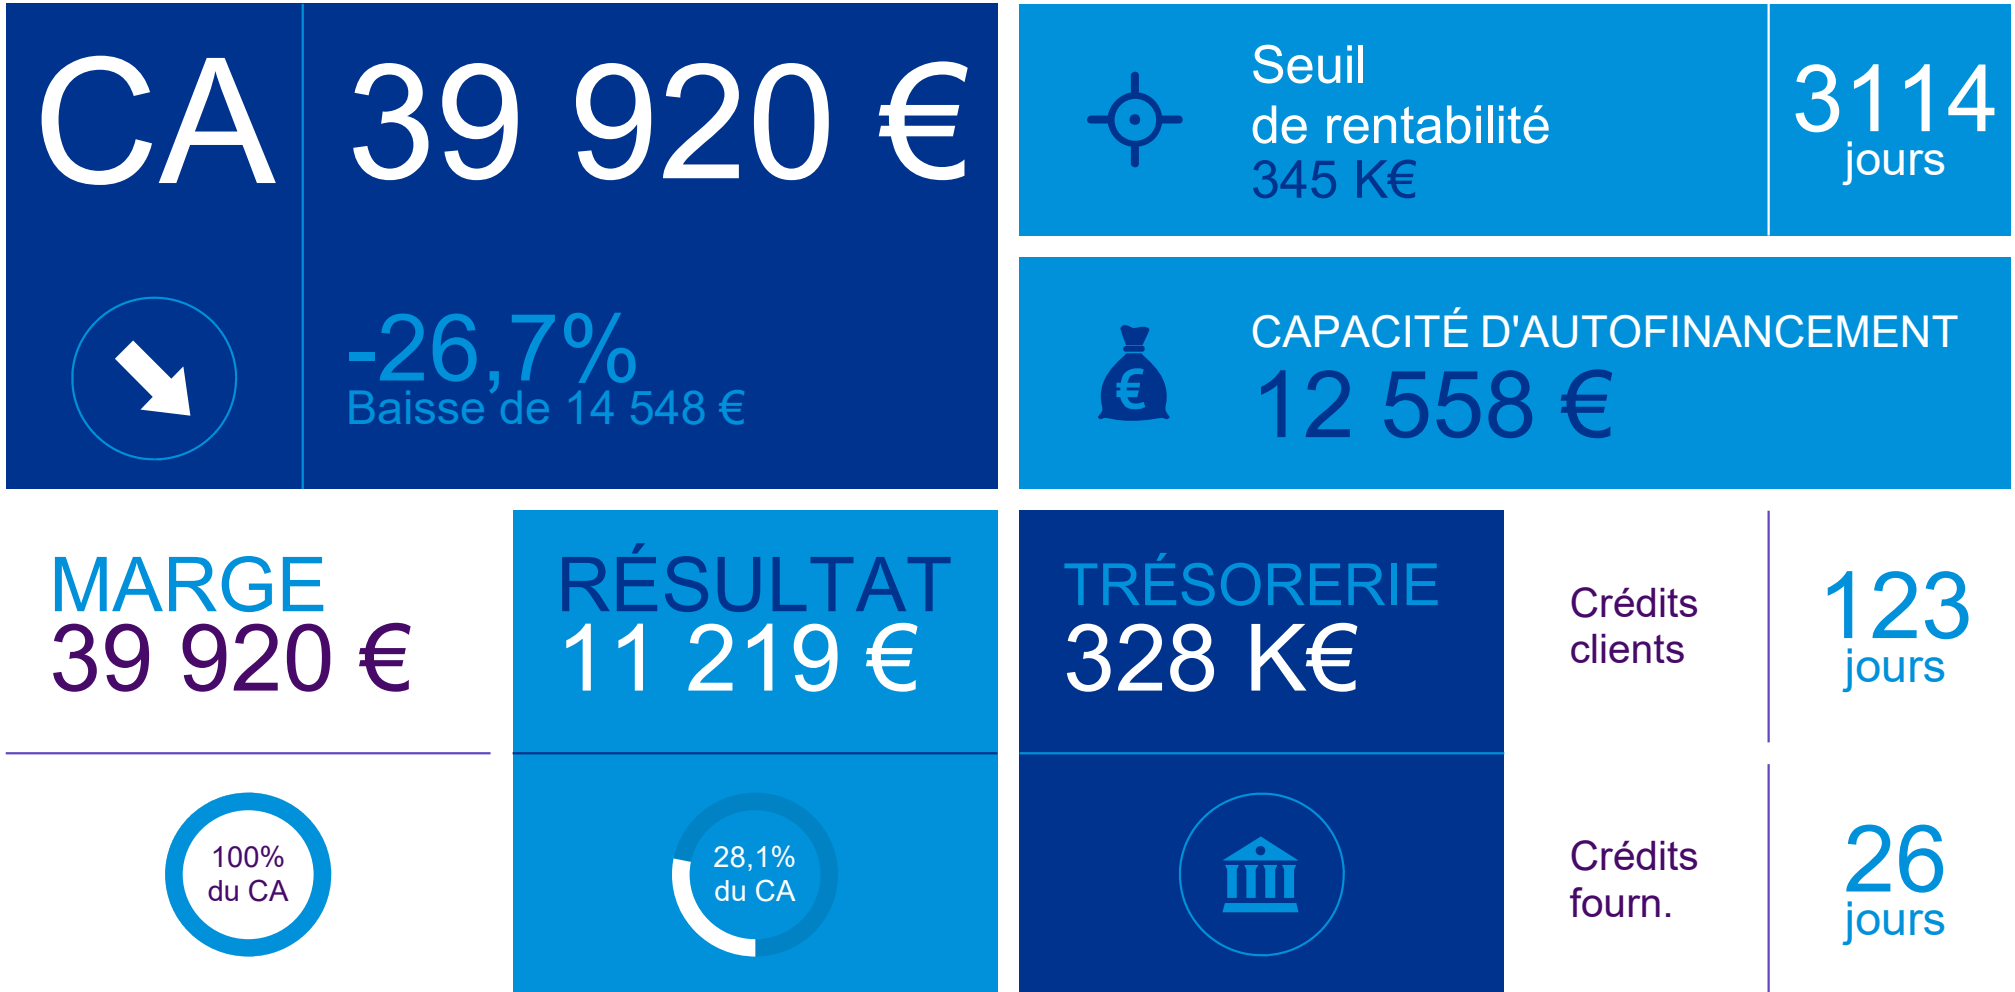 CA
39 920 €
-26,7%
Baisse de 14 548 €
Seuil
de rentabilité
345 K€
3114
jours
CAPACITÉ D'AUTOFINANCEMENT
12 558 €
€
MARGE
39 920 €
100%
du CA
RÉSULTAT
11 219 €
28,1%
du CA
TRÉSORERIE
328 K€
Crédits
clients
123
jours
Crédits
fourn.
26
jours